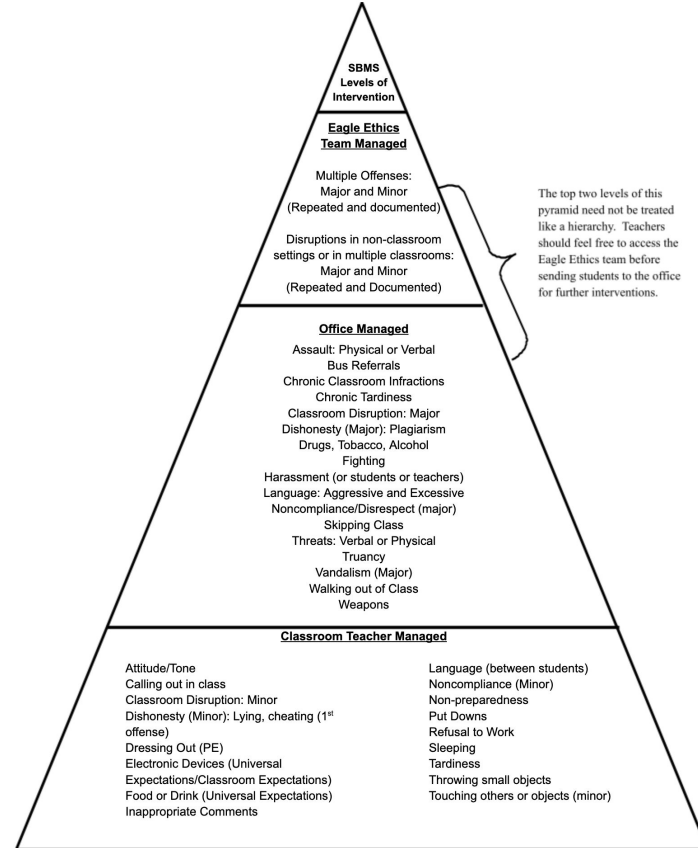 SBMS
Levels of
Intervention
Eagle Ethics
Team Managed
Multiple Offenses:
Major and Minor
(Repeated and documented)
Disruptions in non-classroom
settings or in multiple classrooms:
Major and Minor
(Repeated and Documented)
The top two levels of this
pyramid need not be treated
like a hierarchy. Teachers
should feel free to access the
Eagle Ethics team before
sending students to the office
for further interventions.
Office Managed
Assault: Physical or Verbal
Bus Referrals
Chronic Classroom Infractions
Chronic Tardiness
Classroom Disruption: Major
Dishonesty (Major): Plagiarism
Drugs, Tobacco, Alcohol
Fighting
Harassment (or students or teachers)
Language: Aggressive and Excessive
Noncompliance/Disrespect (major)
Skipping Class
Threats: Verbal or Physical
Truancy
Vandalism (Major)
Walking out of Class
Weapons
Classroom Teacher Managed
Attitude/Tone
Calling out in class
Classroom Disruption: Minor
Dishonesty (Minor): Lying, cheating (1st
offense)
Dressing Out (PE)
Electronic Devices (Universal
Expectations/Classroom Expectations)
Food or Drink (Universal Expectations)
Inappropriate Comments
Language (between students)
Noncompliance (Minor)
Non-preparedness
Put Downs
Refusal to Work
Sleeping
Tardiness
Throwing small objects
Touching others or objects (minor)